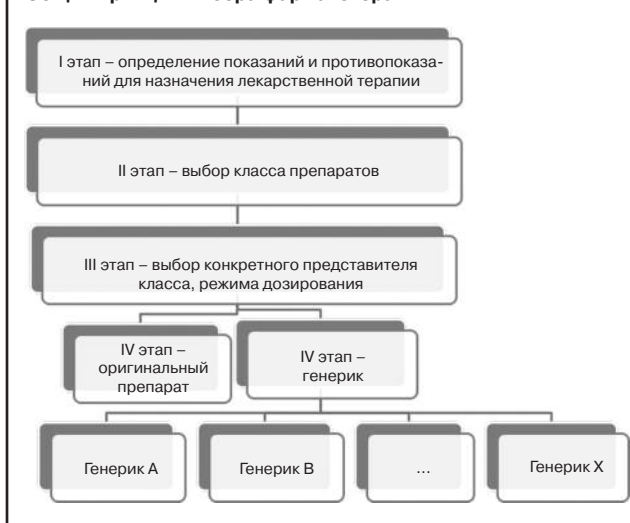 I этап – определение показаний и противопоказа-
ний для назначения лекарственной терапии
II этап – выбор класса препаратов
III этап – выбор конкретного представителя
класса, режима дозирования
IV этап –
оригинальный
препарат
IV этап –
генерик
Генерик A
Генерик B
...
Генерик X